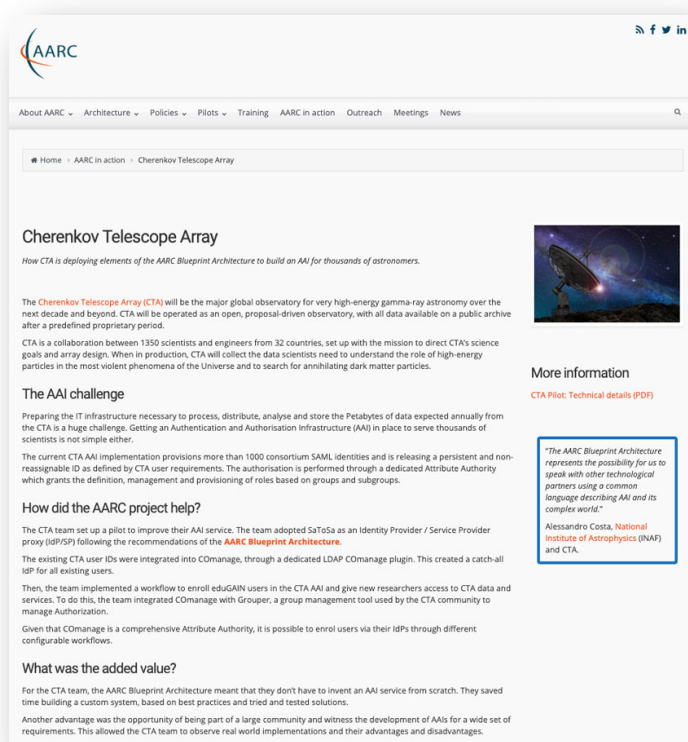 AARC
About AARC
Architecture
Policies
Pilots
Training
AARC in action
Outreach
Meetings
News
Home
AARC in action
Cherenkov Telescope Array
Cherenkov Telescope Array
How CTA is deploying elements of the AARC Blueprint Architecture to build an AAI for thousands of astronomers.
The Cherenkov Telescope Array (CTA) will be the major global observatory for very high-energy gamma-ray astronomy over the
next decade and beyond. CTA will be operated as an open, proposal-driven observatory, with all data available on a public archive
after a predefined proprietary period.
CTA is a collaboration between 1350 scientists and engineers from 32 countries, set up with the mission to direct CTA's science
goals and array design. When in production, CTA will collect the data scientists need to understand the role of high-energy
particles in the most violent phenomena of the Universe and to search for annihilating dark matter particles.
The AAI challenge
Preparing the IT infrastructure necessary to process, distribute, analyse and store the Petabytes of data expected annually from
the CTA is a huge challenge. Getting an Authentication and Authorisation Infrastructure (AAI) in place to serve thousands of
scientists is not simple either.
The current CTA AAI implementation provisions more than 1000 consortium SAML identities and is releasing a persistent and non-
reassignable ID as defined by CTA user requirements. The authorisation is performed through a dedicated Attribute Authority
which grants the definition, management and provisioning of roles based on groups and subgroups.
How did the AARC project help?
The CTA team set up a pilot to improve their AAI service. The team adopted SaToSa as an Identity Provider / Service Provider
proxy (IdP/SP) following the recommendations of the AARC Blueprint Architecture.
The existing CTA user IDs were integrated into COmanage, through a dedicated LDAP COmanage plugin. This created a catch-all
IdP for all existing users.
Then, the team implemented a workflow to enroll eduGAIN users in the CTA AAI and give new researchers access to CTA data and
services. To do this, the team integrated COmanage with Grouper, a group management tool used by the CTA community to
manage Authorization.
Given that COmanage is a comprehensive Attribute Authority, it is possible to enrol users via their IdPs through different
configurable workflows.
What was the added value?
For the CTA team, the AARC Blueprint Architecture meant that they don't have to invent an AAI service from scratch. They saved
time building a custom system, based on best practices and tried and tested solutions.
Another advantage was the opportunity of being part of a large community and witness the development of AAIs for a wide set of
requirements. This allowed the CTA team to observe real world implementations and their advantages and disadvantages.
More information
CTA Pilot: Technical details (PDF)
"The AARC Blueprint Architecture
represents the possibility for us to
speak with other technological
partners using a common
language describing AAI and its
complex world."
Alessandro Costa, National
Institute of Astrophysics (INAF)
and CTA.